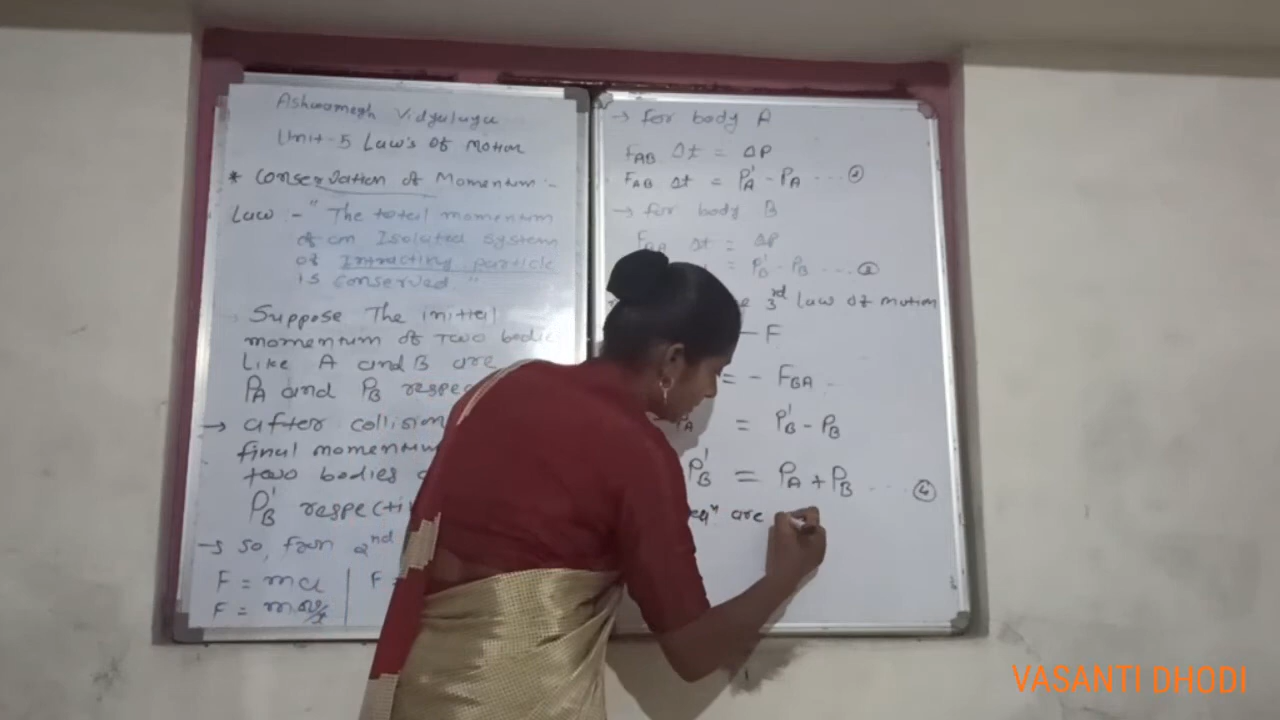 Ashwamegh Vidyalaya
Unit-5 Law's of Motion
* Conservation of Momentum :-
Law :- " The total momentum
of an Isolated system
of Intracting particle
is conserved "
Suppose The initial
momentum of Two bodie
Like A and B are
PA and PB respec
→ after collision
final momentum
two bodies
P'B respecti
→ so, from 2nd
F = ma | F =
F = mΔv/t
→ for body A
FAB Δt = ΔP
FAB Δt = P'A - PA
→ for body B
FBA Δt = ΔP
= P'B - PB
3rd law of motion
- F
= - FBA
PA = P'B - PB
P'B = PA + PB ... ④
eqn are
VASANTI DHODI